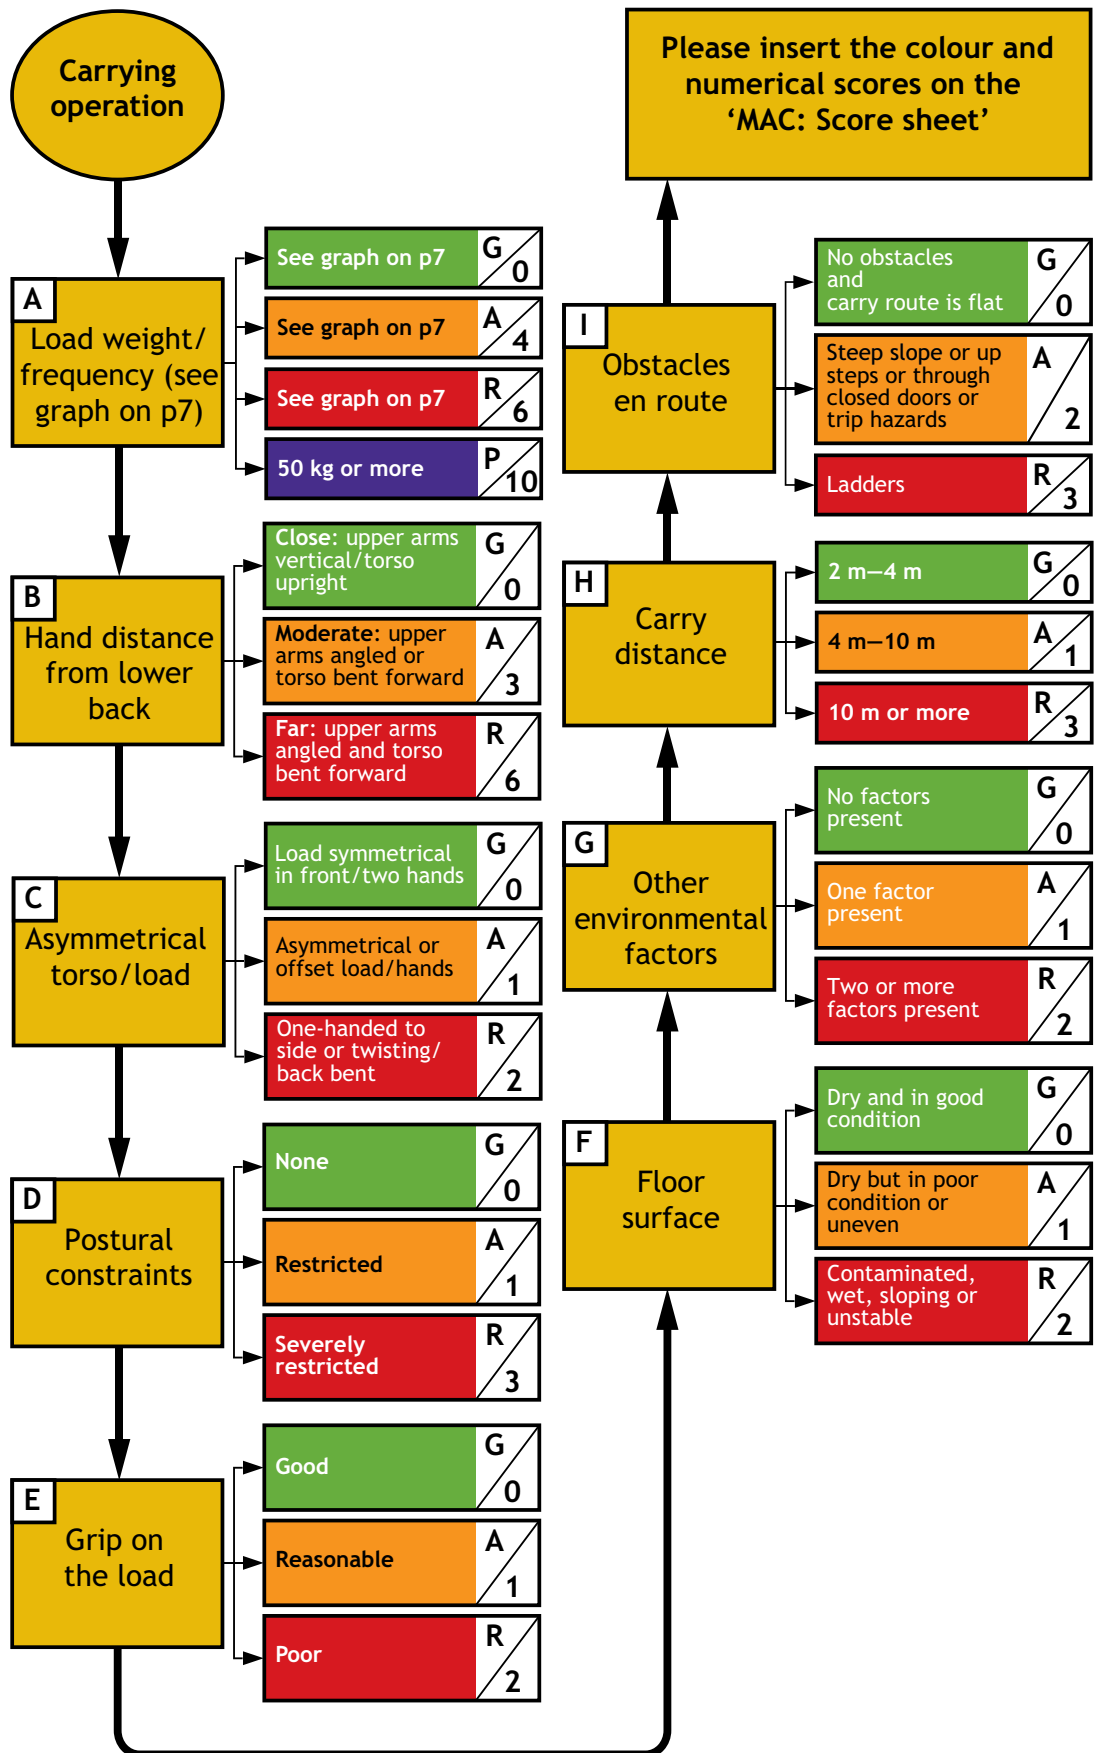 Carrying
operation
A
Load weight/
frequency (see
graph on p7)
See graph on p7
G
0
See graph on p7
A
4
See graph on p7
R
6
50 kg or more
P
10
B
Hand distance
from lower
back
Close: upper arms
vertical/torso
upright
G
0
Moderate: upper
arms angled or
torso bent forward
A
3
Far: upper arms
angled and torso
bent forward
R
6
C
Asymmetrical
torso/load
Load symmetrical
in front/two hands
G
0
Asymmetrical or
offset load/hands
A
1
One-handed to
side or twisting/
back bent
R
2
D
Postural
constraints
None
G
0
Restricted
A
1
Severely
restricted
R
3
E
Grip on
the load
Good
G
0
Reasonable
A
1
Poor
R
2
F
Floor
surface
Dry and in good
condition
G
0
Dry but in poor
condition or
uneven
A
1
Contaminated,
wet, sloping or
unstable
R
2
G
Other
environmental
factors
No factors
present
G
0
One factor
present
A
1
Two or more
factors present
R
2
H
Carry
distance
2 m–4 m
G
0
4 m–10 m
A
1
10 m or more
R
3
I
Obstacles
en route
No obstacles
and
carry route is flat
G
0
Steep slope or up
steps or through
closed doors or
trip hazards
A
2
Ladders
R
3
Please insert the colour and
numerical scores on the
‘MAC: Score sheet’